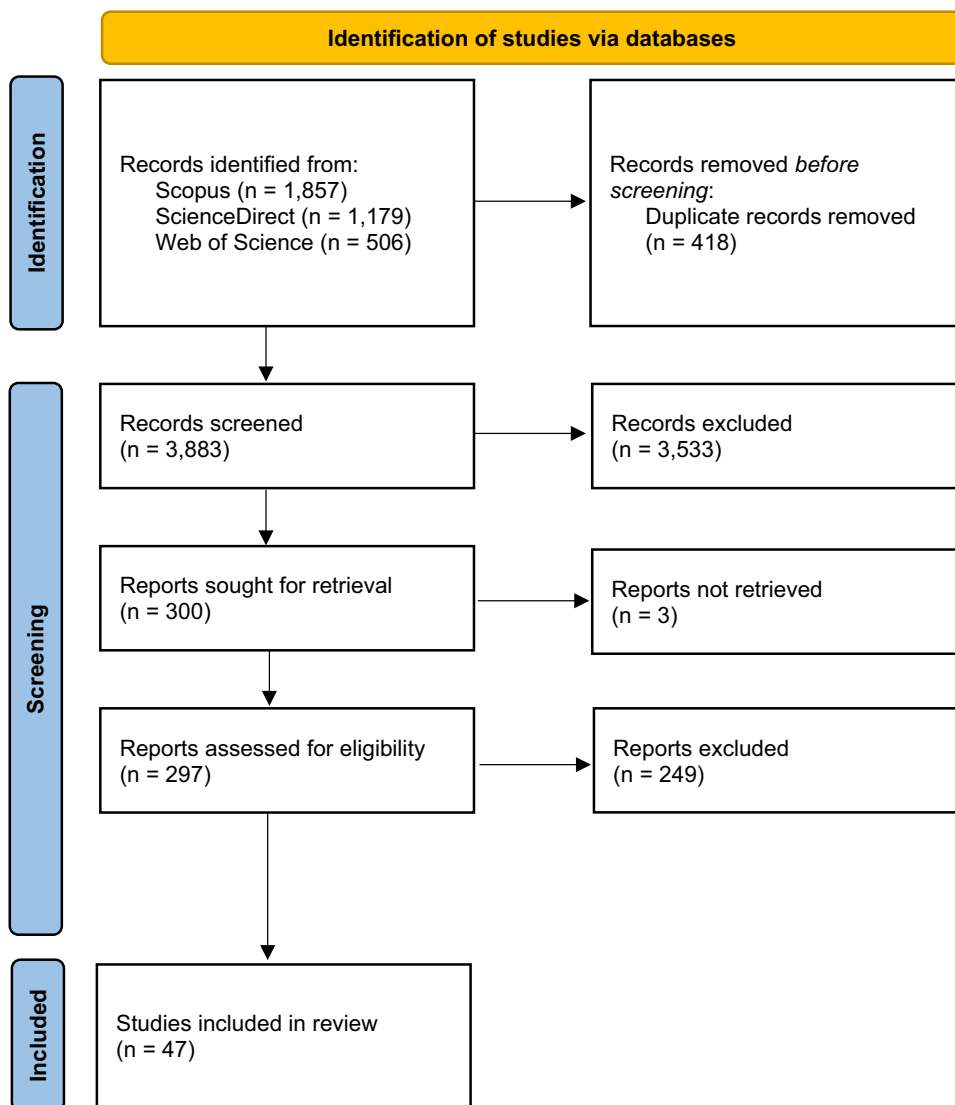 Identification of studies via databases
Identification
Records identified from:
Scopus (n = 1,857)
ScienceDirect (n = 1,179)
Web of Science (n = 506)
Records removed before
screening:
Duplicate records removed
(n = 418)
Screening
Records screened
(n = 3,883)
Records excluded
(n = 3,533)
Reports sought for retrieval
(n = 300)
Reports not retrieved
(n = 3)
Reports assessed for eligibility
(n = 297)
Reports excluded
(n = 249)
Included
Studies included in review
(n = 47)